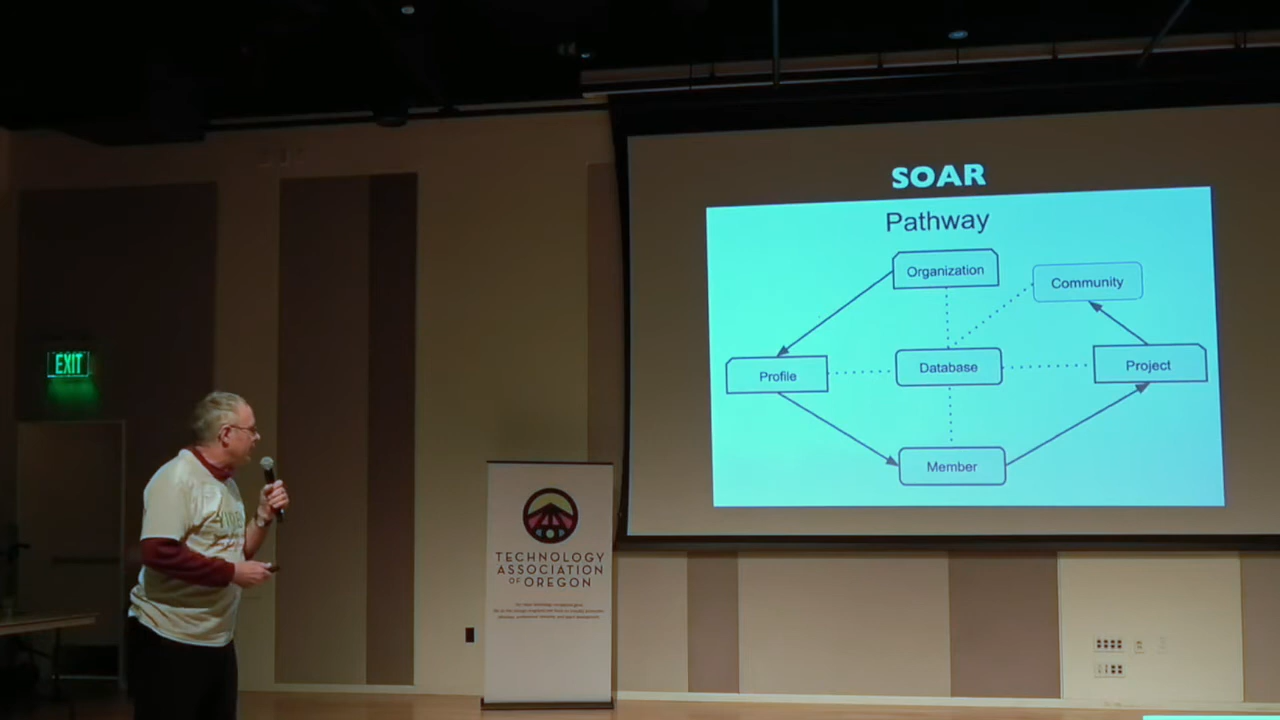 SOAR
Pathway
Organization
Community
Profile
Database
Project
Member
EXIT
TECHNOLOGY
ASSOCIATION
OF OREGON